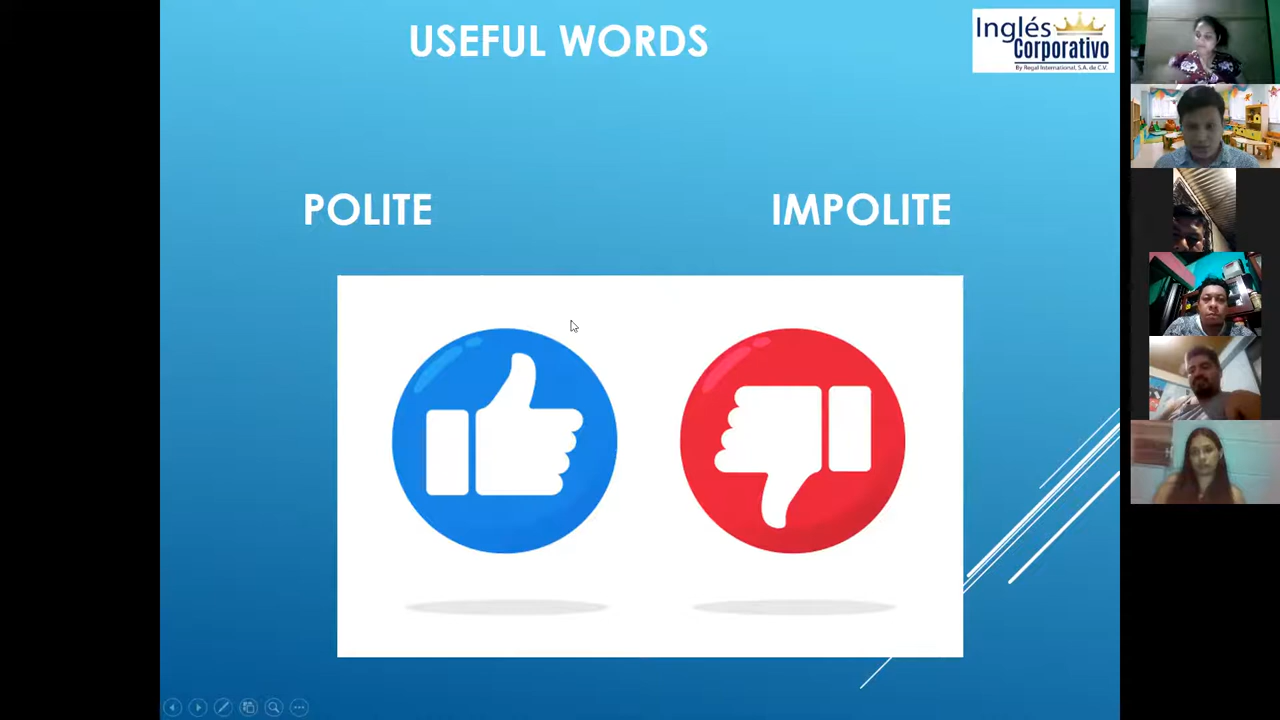 USEFUL WORDS
Inglés
Corporativo
By Regal International, S.A. de C.V.
POLITE
IMPOLITE